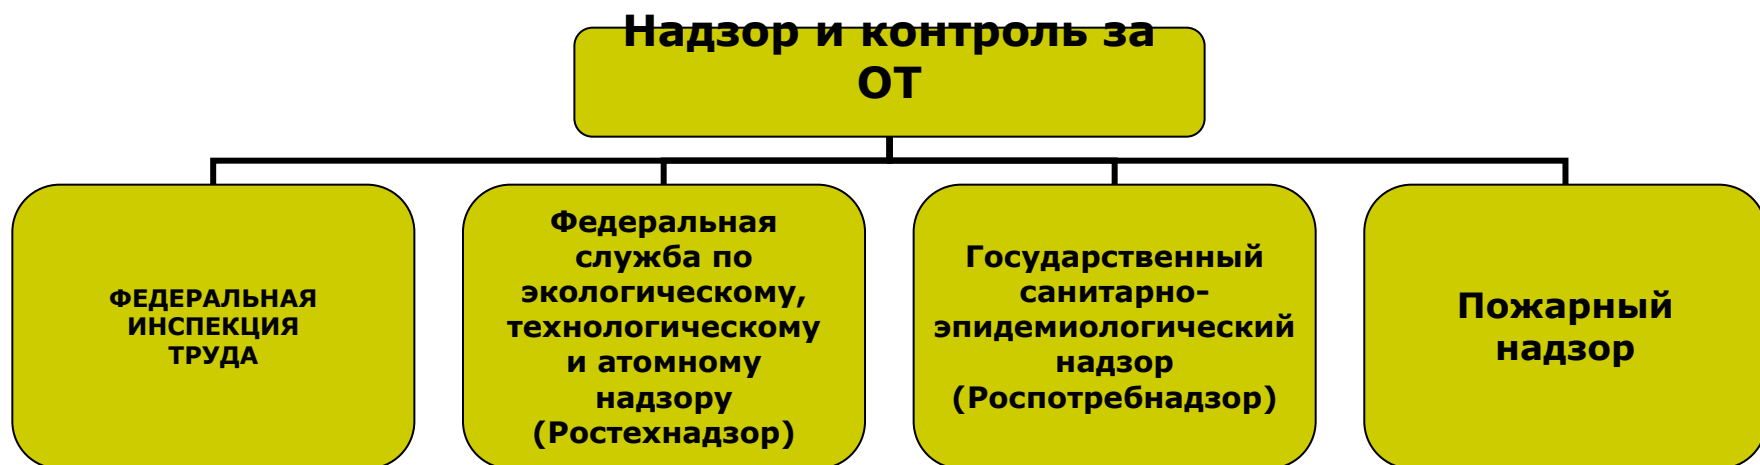 Надзор и контроль за
ОТ
ФЕДЕРАЛЬНАЯ
ИНСПЕКЦИЯ
ТРУДА
Федеральная
служба по
экологическому,
технологическому
и атомному
надзору
(Ростехнадзор)
Государственный
санитарно-
эпидемиологический
надзор
(Роспотребнадзор)
Пожарный
надзор